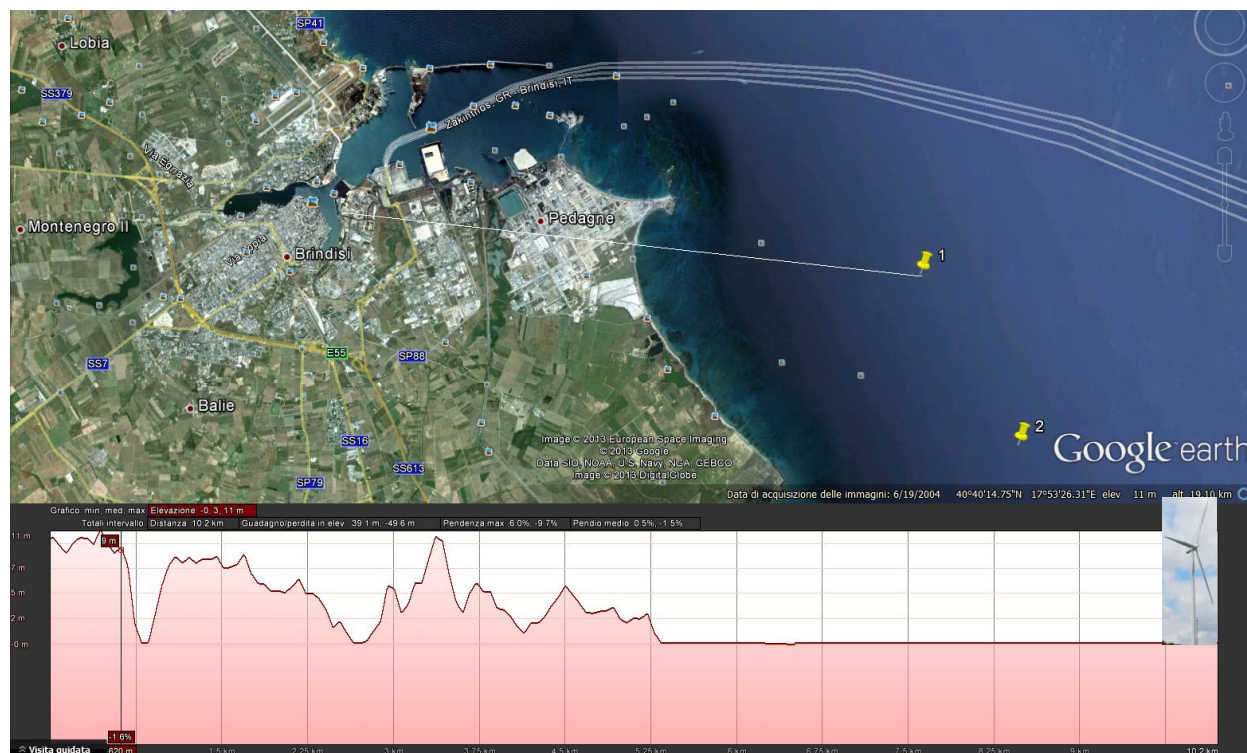 SP41
Lobia
SS379
Zakinthos, GR - Brindisi, IT
Via Egnazia
Pedagne
Montenegro II
Via Appia
Brindisi
1
E55
SP88
SS7
Balie
2
SS16
Image © 2013 European Space Imaging
© 2013 Google
Data SIO, NOAA, U.S. Navy, NGA, GEBCO
Image © 2013 DigitalGlobe
Google earth
SS613
SP79
Data di acquisizione delle immagini: 6/19/2004 40°40'14.75"N 17°53'26.31"E elev 11 m alt 19.10 km
Grafico min, med, max Elevazione: -0, 3, 11 m
Totali intervallo Distanza 10.2 km Guadagno/perdita in elev 39.1 m, -49.6 m Pendenza max 6.0%, -9.7% Pendio medio 0.5%, -1.5%
11 m
9 m
7 m
5 m
2 m
-0 m
-1.6%
Visita guidata 620 m 1.5 km 2.25 km 3 km 3.75 km 4.5 km 5.25 km 6 km 6.75 km 7.5 km 8.25 km 9 km 10.2 km